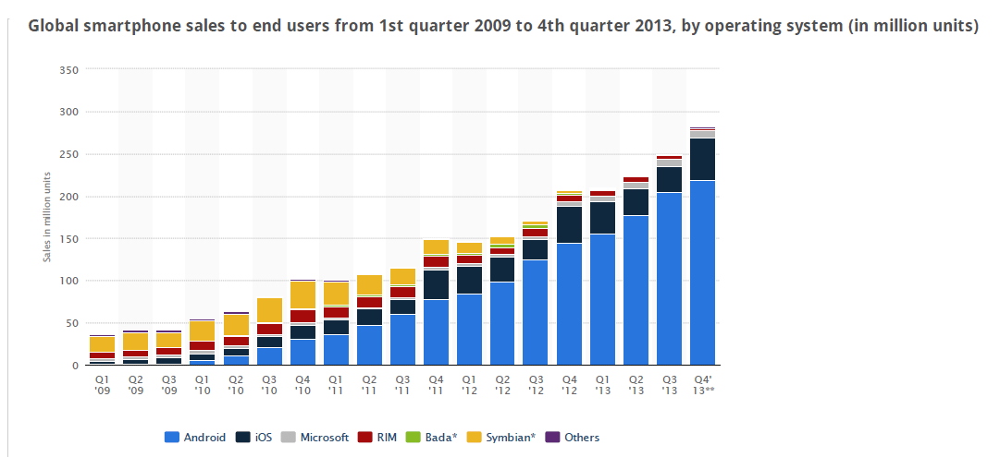 Global smartphone sales to end users from 1st quarter 2009 to 4th quarter 2013, by operating system (in million units)
350
300
250
200
150
100
50
0
Sales in million units
Q1 Q2 Q3 Q1 Q2 Q3 Q4 Q1 Q2 Q3 Q4 Q1 Q2 Q3 Q4 Q1 Q2 Q3 Q4'
'09 '09 '09 '10 '10 '10 '10 '11 '11 '11 '11 '12 '12 '12 '12 '13 '13 '13 13**
Android iOS Microsoft RIM Bada* Symbian* Others